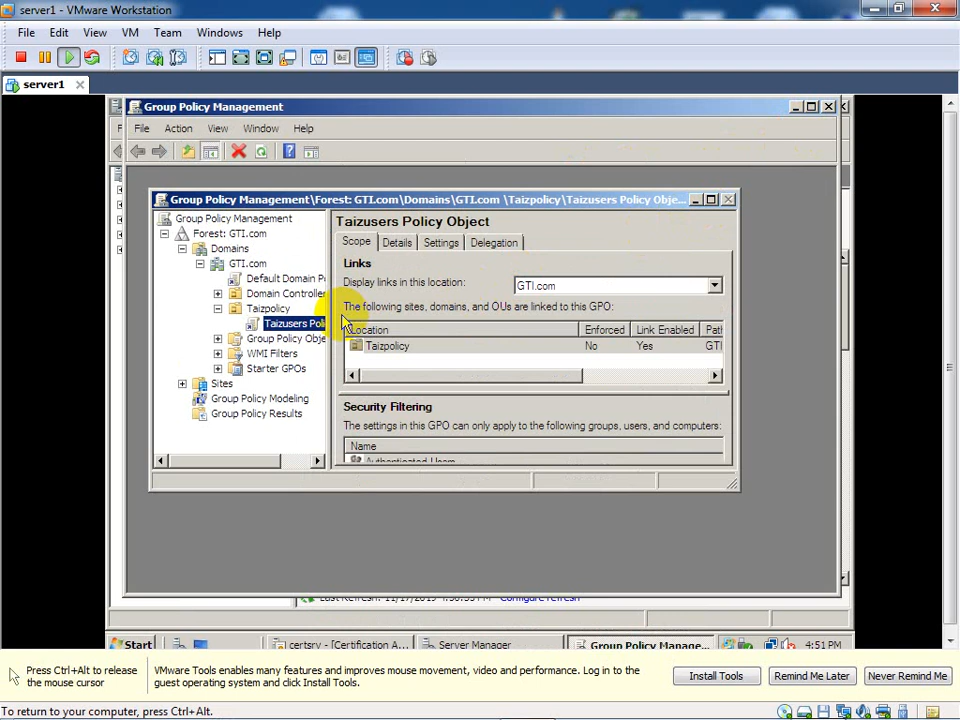 server1 - VMware Workstation
File Edit View VM Team Windows Help
server1
Group Policy Management
File Action View Window Help
Group Policy Management\Forest: GTI.com\Domains\GTI.com \Taizpolicy\Taizusers Policy Obje...
Group Policy Management
Forest: GTI.com
Domains
GTI.com
Default Domain P
Domain Controller
Taizpolicy
Taizusers Poli
Group Policy Obje
WMI Filters
Starter GPOs
Sites
Group Policy Modeling
Group Policy Results
Taizusers Policy Object
Scope Details Settings Delegation
Links
Display links in this location: GTI.com
The following sites, domains, and OUs are linked to this GPO:
Location Enforced Link Enabled Path
Taizpolicy No Yes GTI
Security Filtering
The settings in this GPO can only apply to the following groups, users, and computers:
Name
Authenticated Users
Configure refresh
Start certsrv - [Certification A... Server Manager Group Policy Manage... 4:51 PM
Press Ctrl+Alt to release
the mouse cursor
VMware Tools enables many features and improves mouse movement, video and performance. Log in to the
guest operating system and click Install Tools.
Install Tools Remind Me Later Never Remind Me
To return to your computer, press Ctrl+Alt.